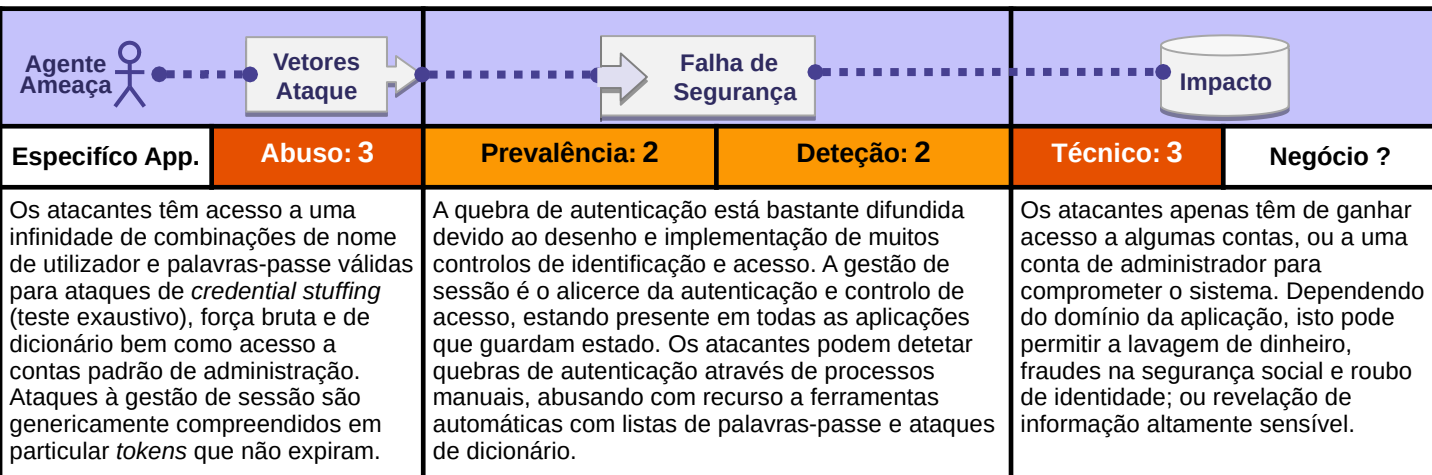 Agente
Ameaça
Vetores
Ataque
Falha de
Segurança
Impacto
Especifíco App.
Abuso: 3
Prevalência: 2
Deteção: 2
Técnico: 3
Negócio ?
Os atacantes têm acesso a uma
infinidade de combinações de nome
de utilizador e palavras-passe válidas
para ataques de credential stuffing
(teste exaustivo), força bruta e de
dicionário bem como acesso a
contas padrão de administração.
Ataques à gestão de sessão são
genericamente compreendidos em
particular tokens que não expiram.
A quebra de autenticação está bastante difundida
devido ao desenho e implementação de muitos
controlos de identificação e acesso. A gestão de
sessão é o alicerce da autenticação e controlo de
acesso, estando presente em todas as aplicações
que guardam estado. Os atacantes podem detetar
quebras de autenticação através de processos
manuais, abusando com recurso a ferramentas
automáticas com listas de palavras-passe e ataques
de dicionário.
Os atacantes apenas têm de ganhar
acesso a algumas contas, ou a uma
conta de administrador para
comprometer o sistema. Dependendo
do domínio da aplicação, isto pode
permitir a lavagem de dinheiro,
fraudes na segurança social e roubo
de identidade; ou revelação de
informação altamente sensível.